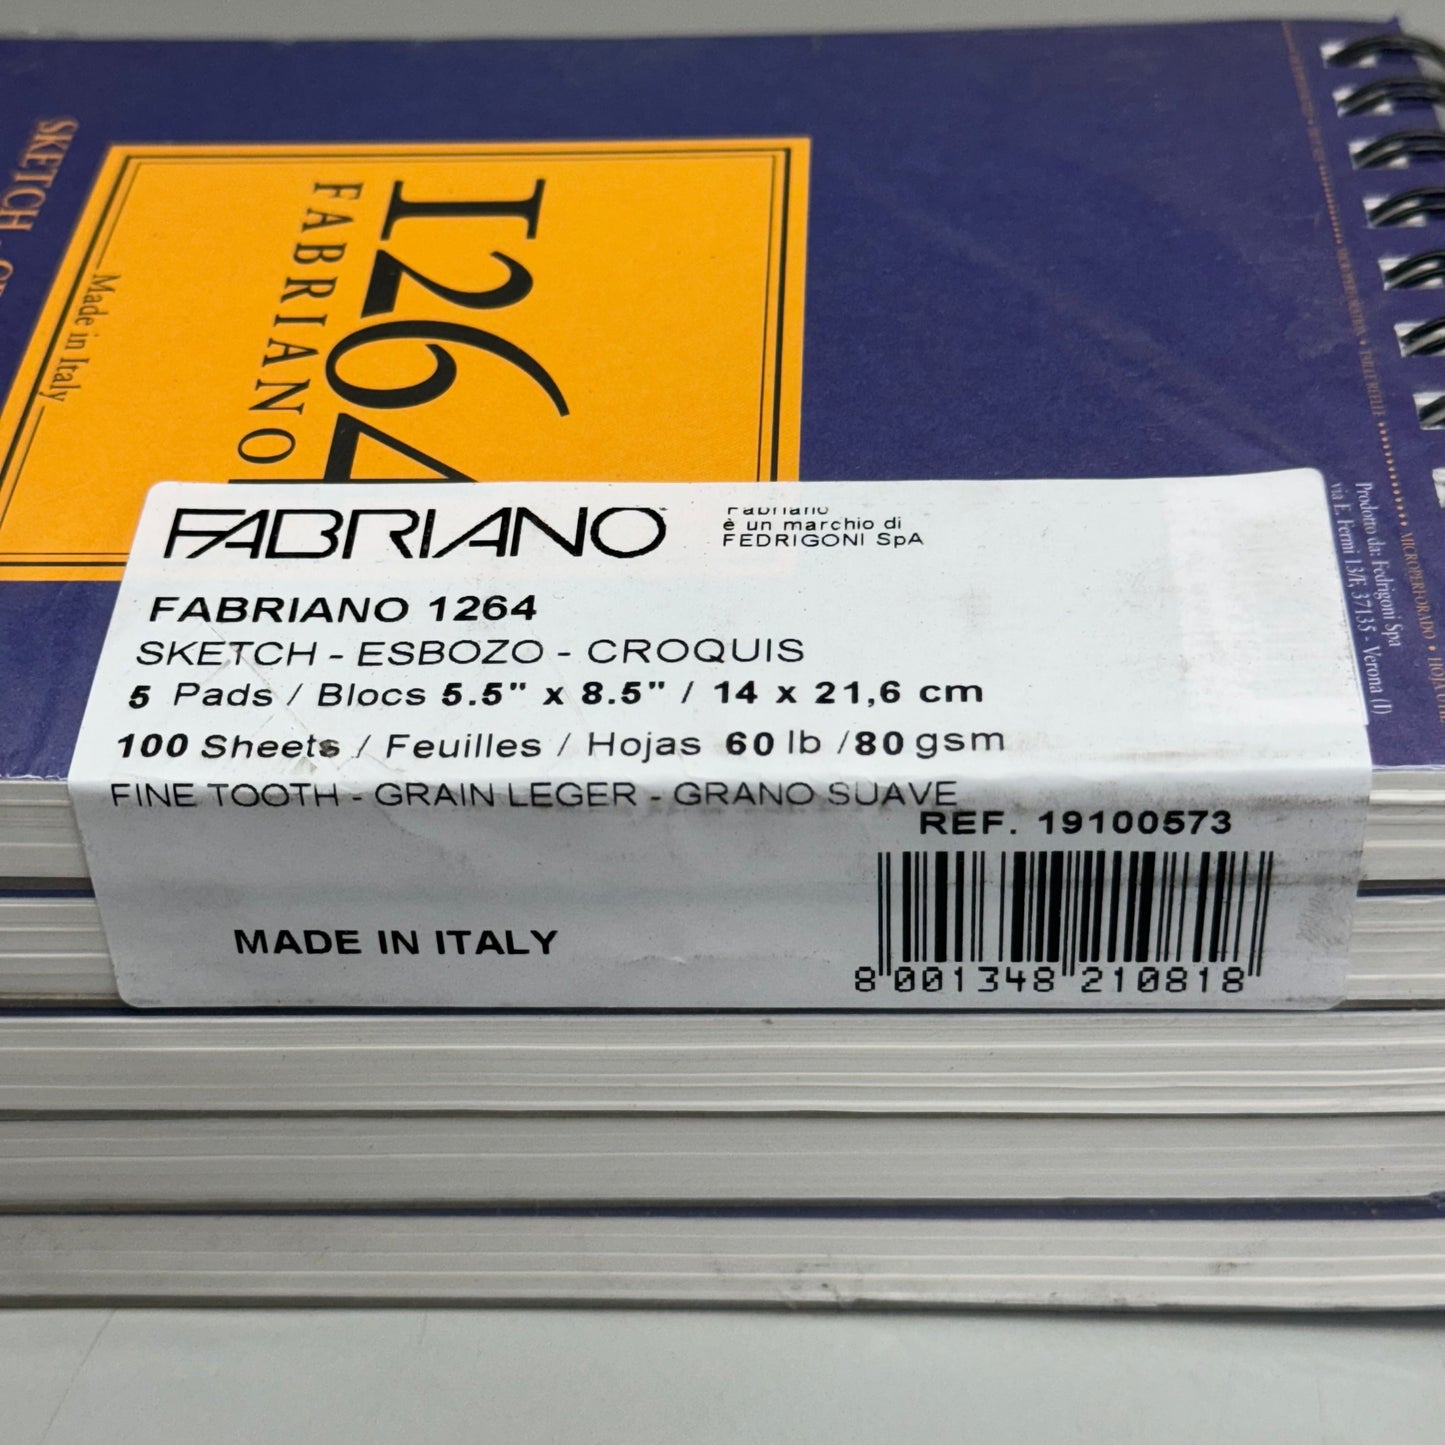 SKETCH
Made in Italy
FABRIANO
1264
MICROPERFORADO
Prodotto da: Fedrigoni Spa
via E. Fermi 13/F, 37135 - Verona (I)
FABRIANO
Fabriano
è un marchio di
FEDRIGONI SpA
FABRIANO 1264
SKETCH - ESBOZO - CROQUIS
5 Pads / Blocs 5.5" x 8.5" / 14 x 21,6 cm
100 Sheets / Feuilles / Hojas 60 lb /80 gsm
FINE TOOTH - GRAIN LEGER - GRANO SUAVE
REF. 19100573
MADE IN ITALY
8 001348 210818